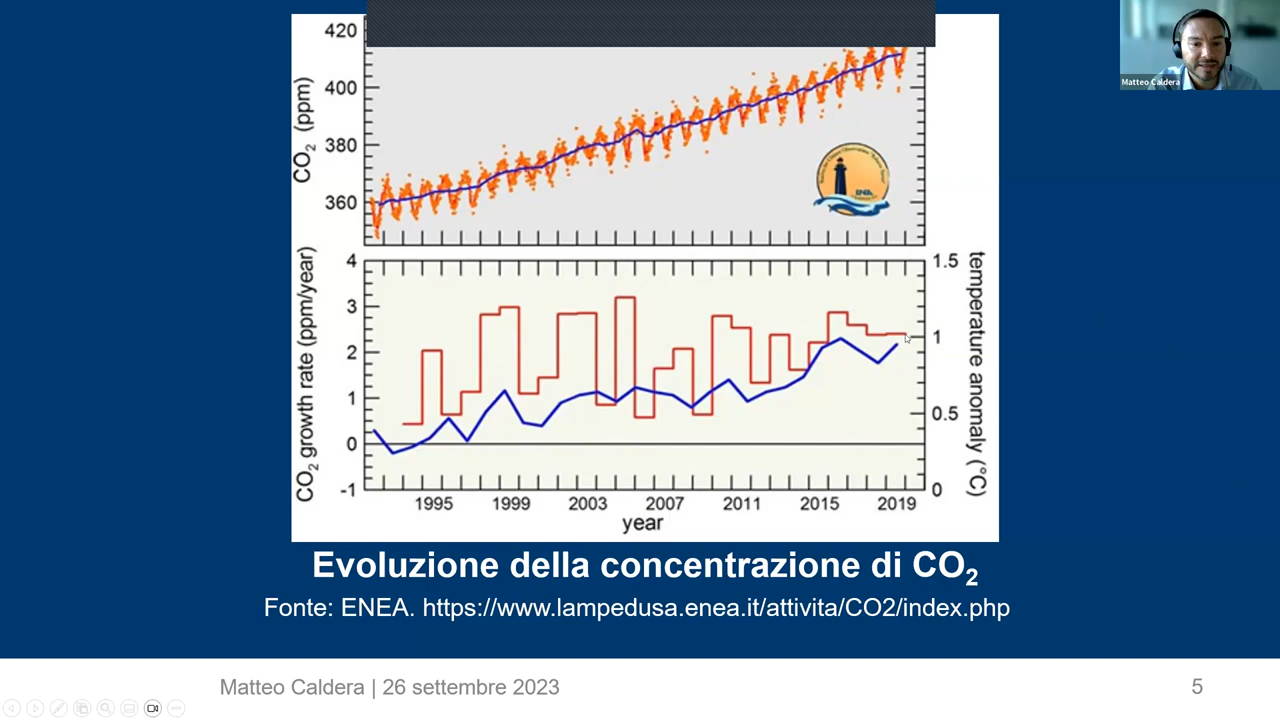 Matteo Caldera
420
400
380
360
CO2 (ppm)
ENEA
4
3
2
1
0
-1
CO2 growth rate (ppm/year)
1.5
1
0.5
0
temperature anomaly (°C)
1995 1999 2003 2007 2011 2015 2019
year
Evoluzione della concentrazione di CO2
Fonte: ENEA. https://www.lampedusa.enea.it/attivita/CO2/index.php
Matteo Caldera | 26 settembre 2023
5